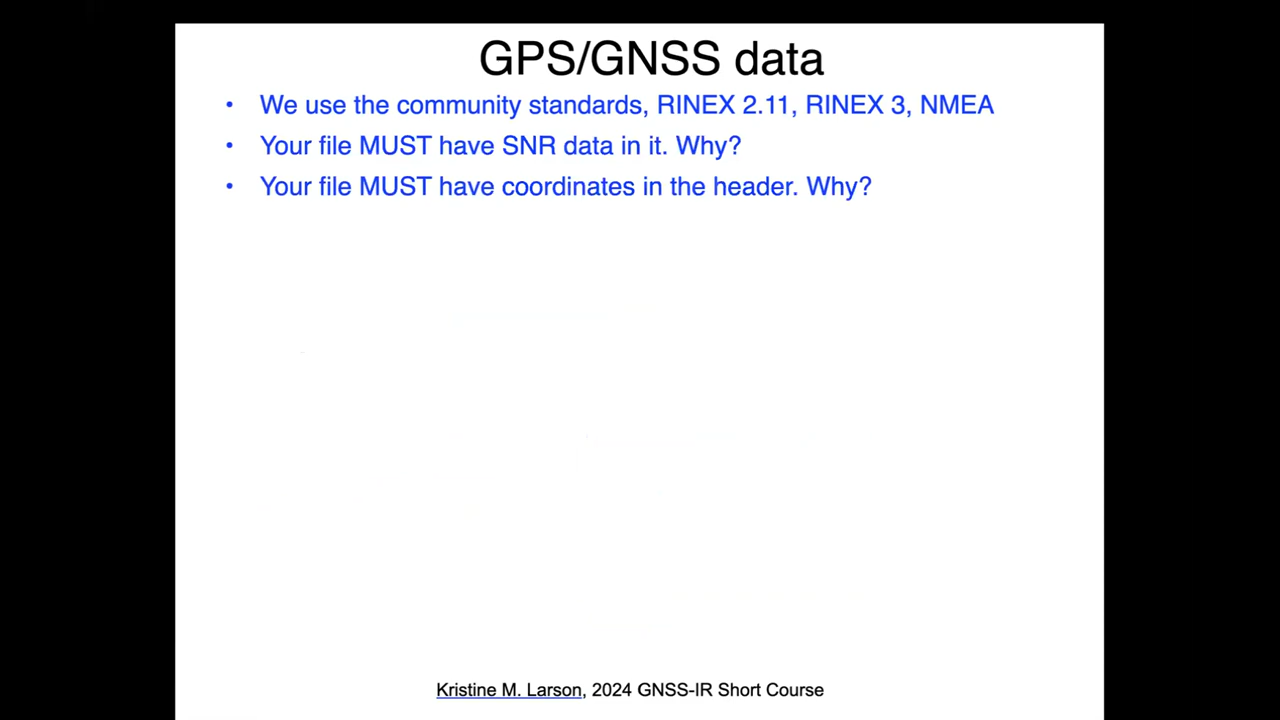 GPS/GNSS data
• We use the community standards, RINEX 2.11, RINEX 3, NMEA
• Your file MUST have SNR data in it. Why?
• Your file MUST have coordinates in the header. Why?
Kristine M. Larson, 2024 GNSS-IR Short Course